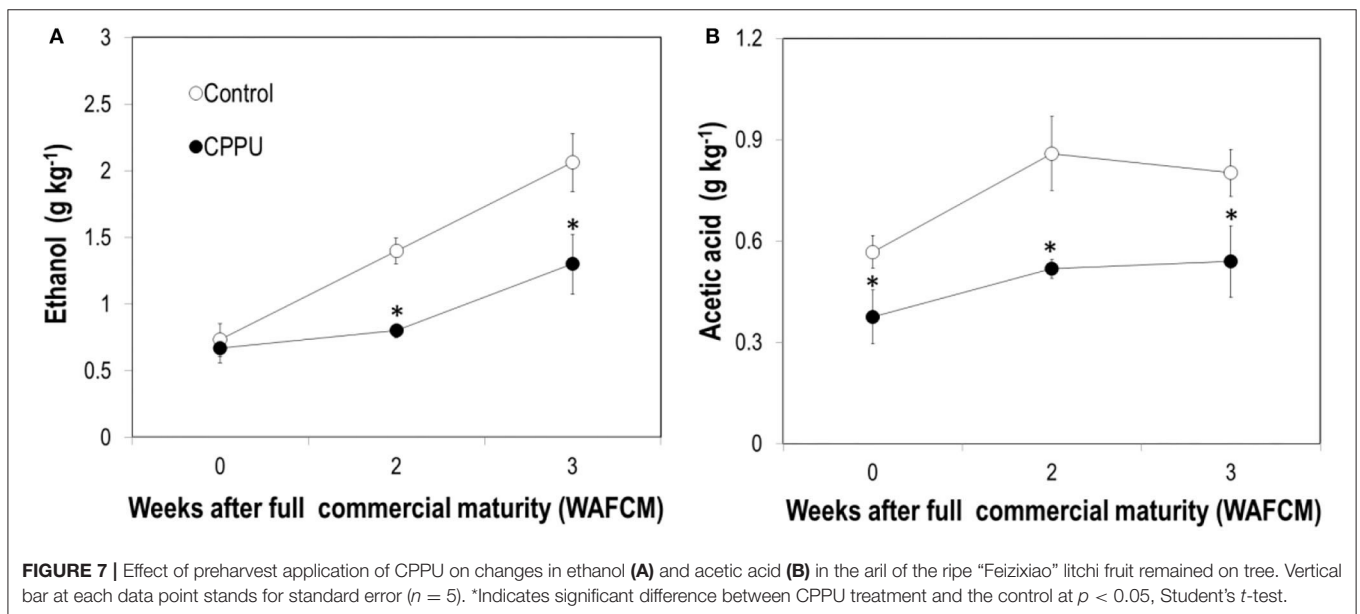 A
3
2.5
2
1.5
1
0.5
0
Ethanol (g kg-1)
Control
CPPU
*
*
0 2 3
Weeks after full commercial maturity (WAFCM)
B
1.2
0.9
0.6
0.3
0
Acetic acid (g kg-1)
*
*
*
0 2 3
Weeks after full commercial maturity (WAFCM)
FIGURE 7 | Effect of preharvest application of CPPU on changes in ethanol (A) and acetic acid (B) in the aril of the ripe “Feizixiao” litchi fruit remained on tree. Vertical
bar at each data point stands for standard error (n = 5). *Indicates significant difference between CPPU treatment and the control at p < 0.05, Student’s t-test.